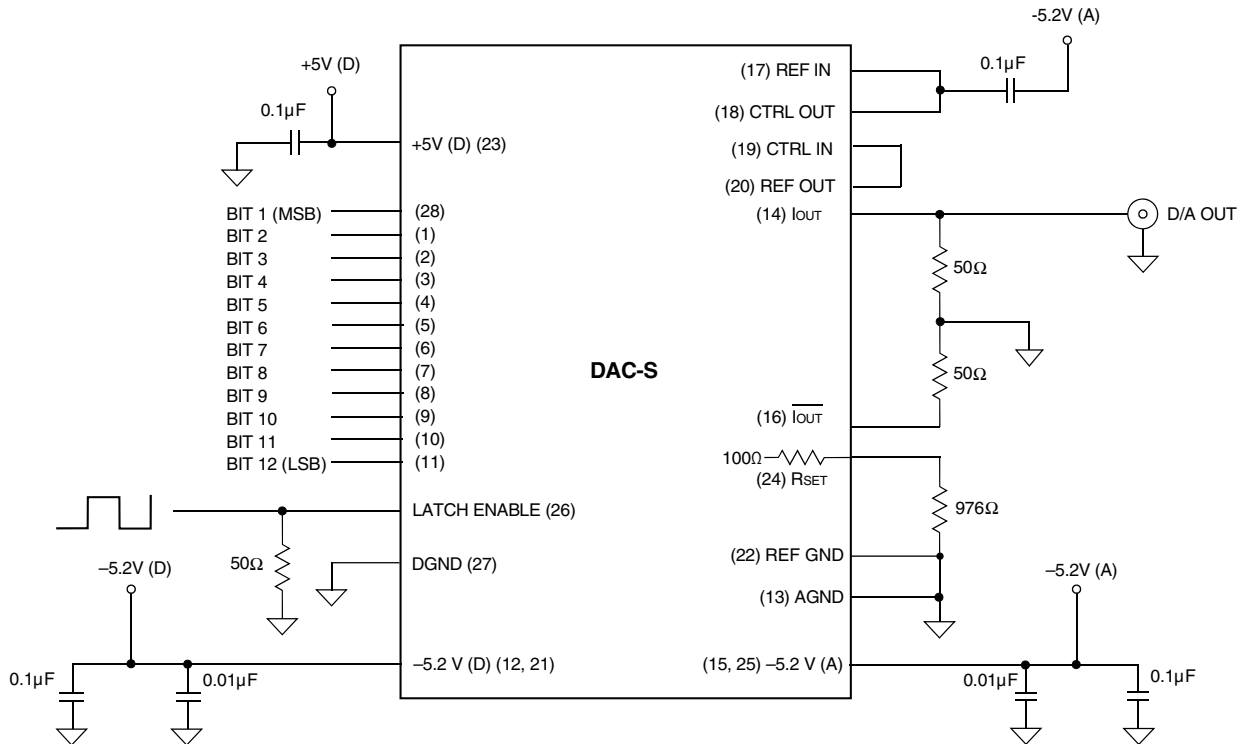 -5.2V (A)
+5V (D)
0.1µF
(17) REF IN
0.1µF
(18) CTRL OUT
+5V (D) (23)
(19) CTRL IN
(20) REF OUT
BIT 1 (MSB) (28)
(14) IOUT
D/A OUT
BIT 2 (1)
BIT 3 (2)
BIT 4 (3)
50Ω
BIT 5 (4)
BIT 6 (5)
BIT 7 (6)
BIT 8 (7)
DAC-S
50Ω
BIT 9 (8)
BIT 10 (9)
(16) IOUT
BIT 11 (10)
BIT 12 (LSB) (11)
100Ω
(24) RSET
976Ω
LATCH ENABLE (26)
50Ω
DGND (27)
(22) REF GND
–5.2V (D)
–5.2V (A)
(13) AGND
–5.2 V (D) (12, 21)
(15, 25) –5.2 V (A)
0.1µF
0.01µF
0.01µF
0.1µF